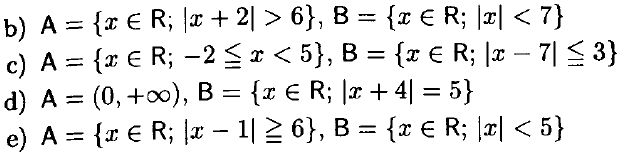 b) A = {x ∈ R; |x + 2| > 6}, B = {x ∈ R; |x| < 7}
c) A = {x ∈ R; −2 ≦ x < 5}, B = {x ∈ R; |x − 7| ≦ 3}
d) A = (0, +∞), B = {x ∈ R; |x + 4| = 5}
e) A = {x ∈ R; |x − 1| ≧ 6}, B = {x ∈ R; |x| < 5}